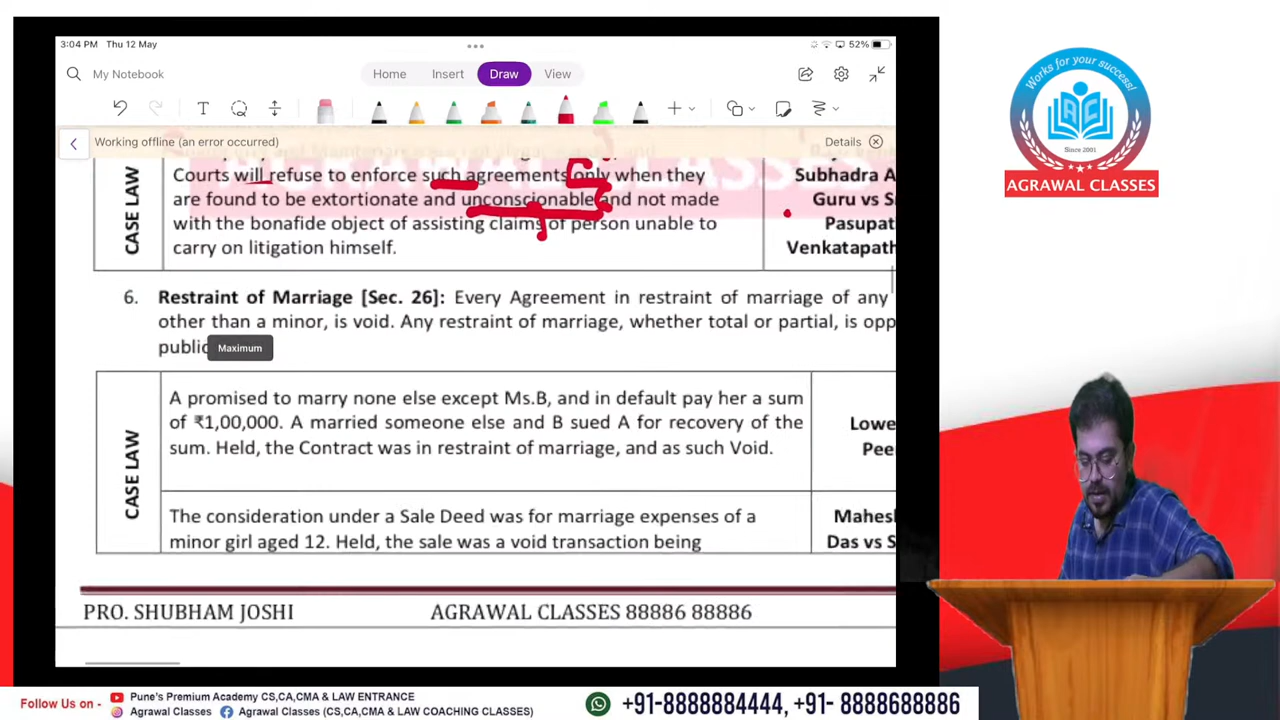 3:04 PM Thu 12 May
52%
My Notebook
Home Insert Draw View
Working offline (an error occurred)
Details
CASE LAW
Courts will refuse to enforce such agreements only when they
are found to be extortionate and unconscionable and not made
with the bonafide object of assisting claims of person unable to
carry on litigation himself.
Subhadra A
Guru vs S
Pasupat
Venkatapath
6. Restraint of Marriage [Sec. 26]: Every Agreement in restraint of marriage of any
other than a minor, is void. Any restraint of marriage, whether total or partial, is opp
public
Maximum
CASE LAW
A promised to marry none else except Ms.B, and in default pay her a sum
of ₹1,00,000. A married someone else and B sued A for recovery of the
sum. Held, the Contract was in restraint of marriage, and as such Void.
Lowe
Pee
The consideration under a Sale Deed was for marriage expenses of a
minor girl aged 12. Held, the sale was a void transaction being
Mahesh
Das vs S
PRO. SHUBHAM JOSHI AGRAWAL CLASSES 88886 88886
Works for your success!
AC
Since 2001
AGRAWAL CLASSES
Follow Us on - Pune's Premium Academy CS,CA,CMA & LAW ENTRANCE
Agrawal Classes Agrawal Classes (CS,CA,CMA & LAW COACHING CLASSES)
+91-8888884444, +91- 8888688886